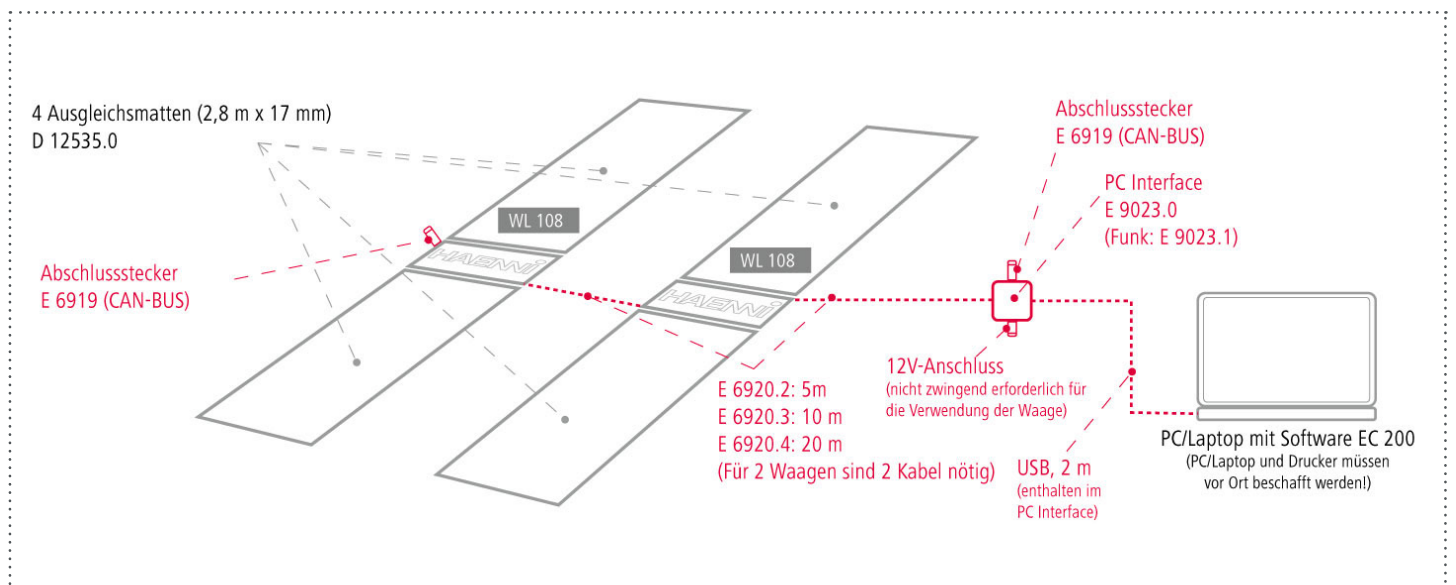 4 Ausgleichsmatten (2,8 m x 17 mm)
D 12535.0
WL 108
HAENNI
Abschlussstecker
E 6919 (CAN-BUS)
WL 108
HAENNI
Abschlussstecker
E 6919 (CAN-BUS)
PC Interface
E 9023.0
(Funk: E 9023.1)
12V-Anschluss
(nicht zwingend erforderlich für
die Verwendung der Waage)
E 6920.2: 5m
E 6920.3: 10 m
E 6920.4: 20 m
(Für 2 Waagen sind 2 Kabel nötig)
USB, 2 m
(enthalten im
PC Interface)
PC/Laptop mit Software EC 200
(PC/Laptop und Drucker müssen
vor Ort beschafft werden!)